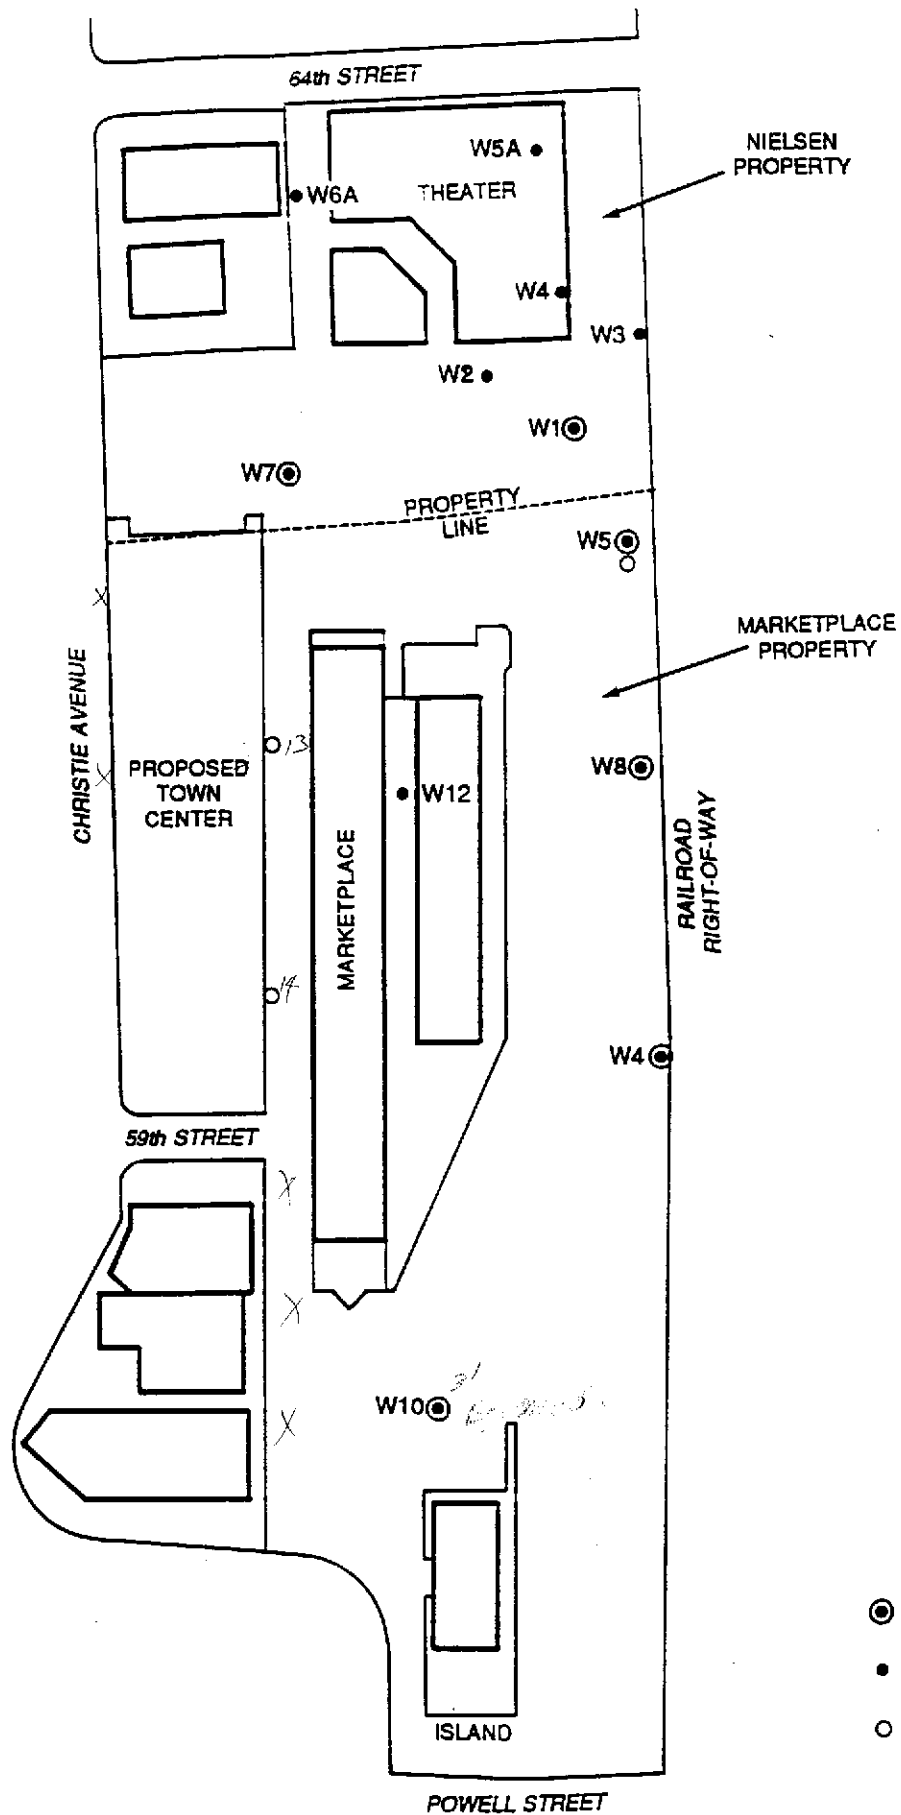 64th STREET
NIELSEN
PROPERTY
W5A
THEATER
W6A
W4
W3
W2
W1
W7
PROPERTY
LINE
W5
MARKETPLACE
PROPERTY
CHRISTIE AVENUE
X
X
13
PROPOSED
TOWN
CENTER
W8
W12
RAILROAD
RIGHT-OF-WAY
MARKETPLACE
14
W4
59th STREET
X
X
X
W10
ISLAND
POWELL STREET